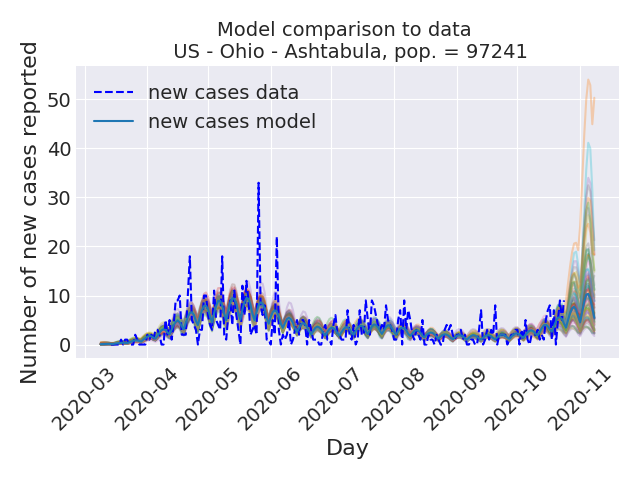 Model comparison to data
US - Ohio - Ashtabula, pop. = 97241
Number of new cases reported
50
40
30
20
10
0
new cases data
new cases model
2020-03
2020-04
2020-05
2020-06
2020-07
2020-08
2020-09
2020-10
2020-11
Day